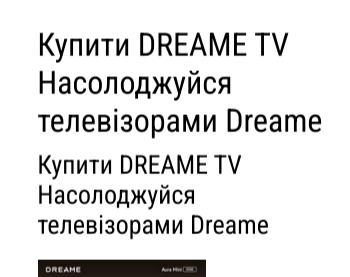 Купити DREAME TV
Насолоджуйся
телевізорами Dreame
Купити DREAME TV
Насолоджуйся
телевізорами Dreame
DREAME
Aura Mini